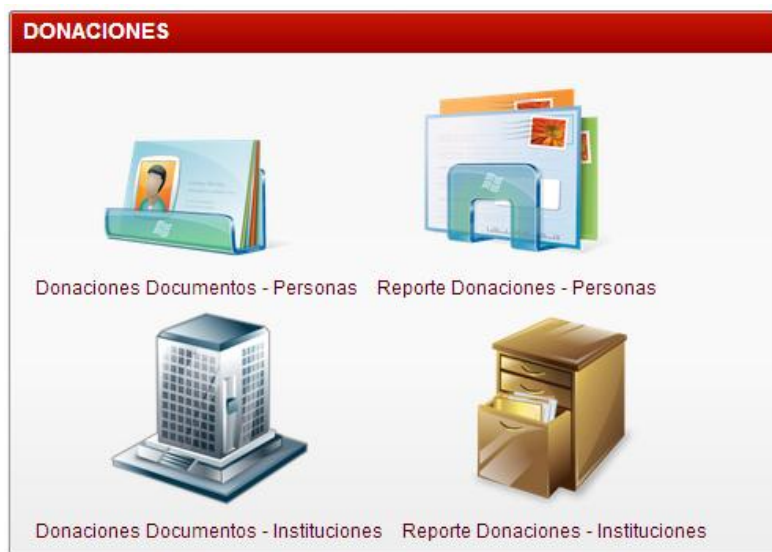 DONACIONES
Donaciones Documentos - Personas Reporte Donaciones - Personas
Donaciones Documentos - Instituciones Reporte Donaciones - Instituciones